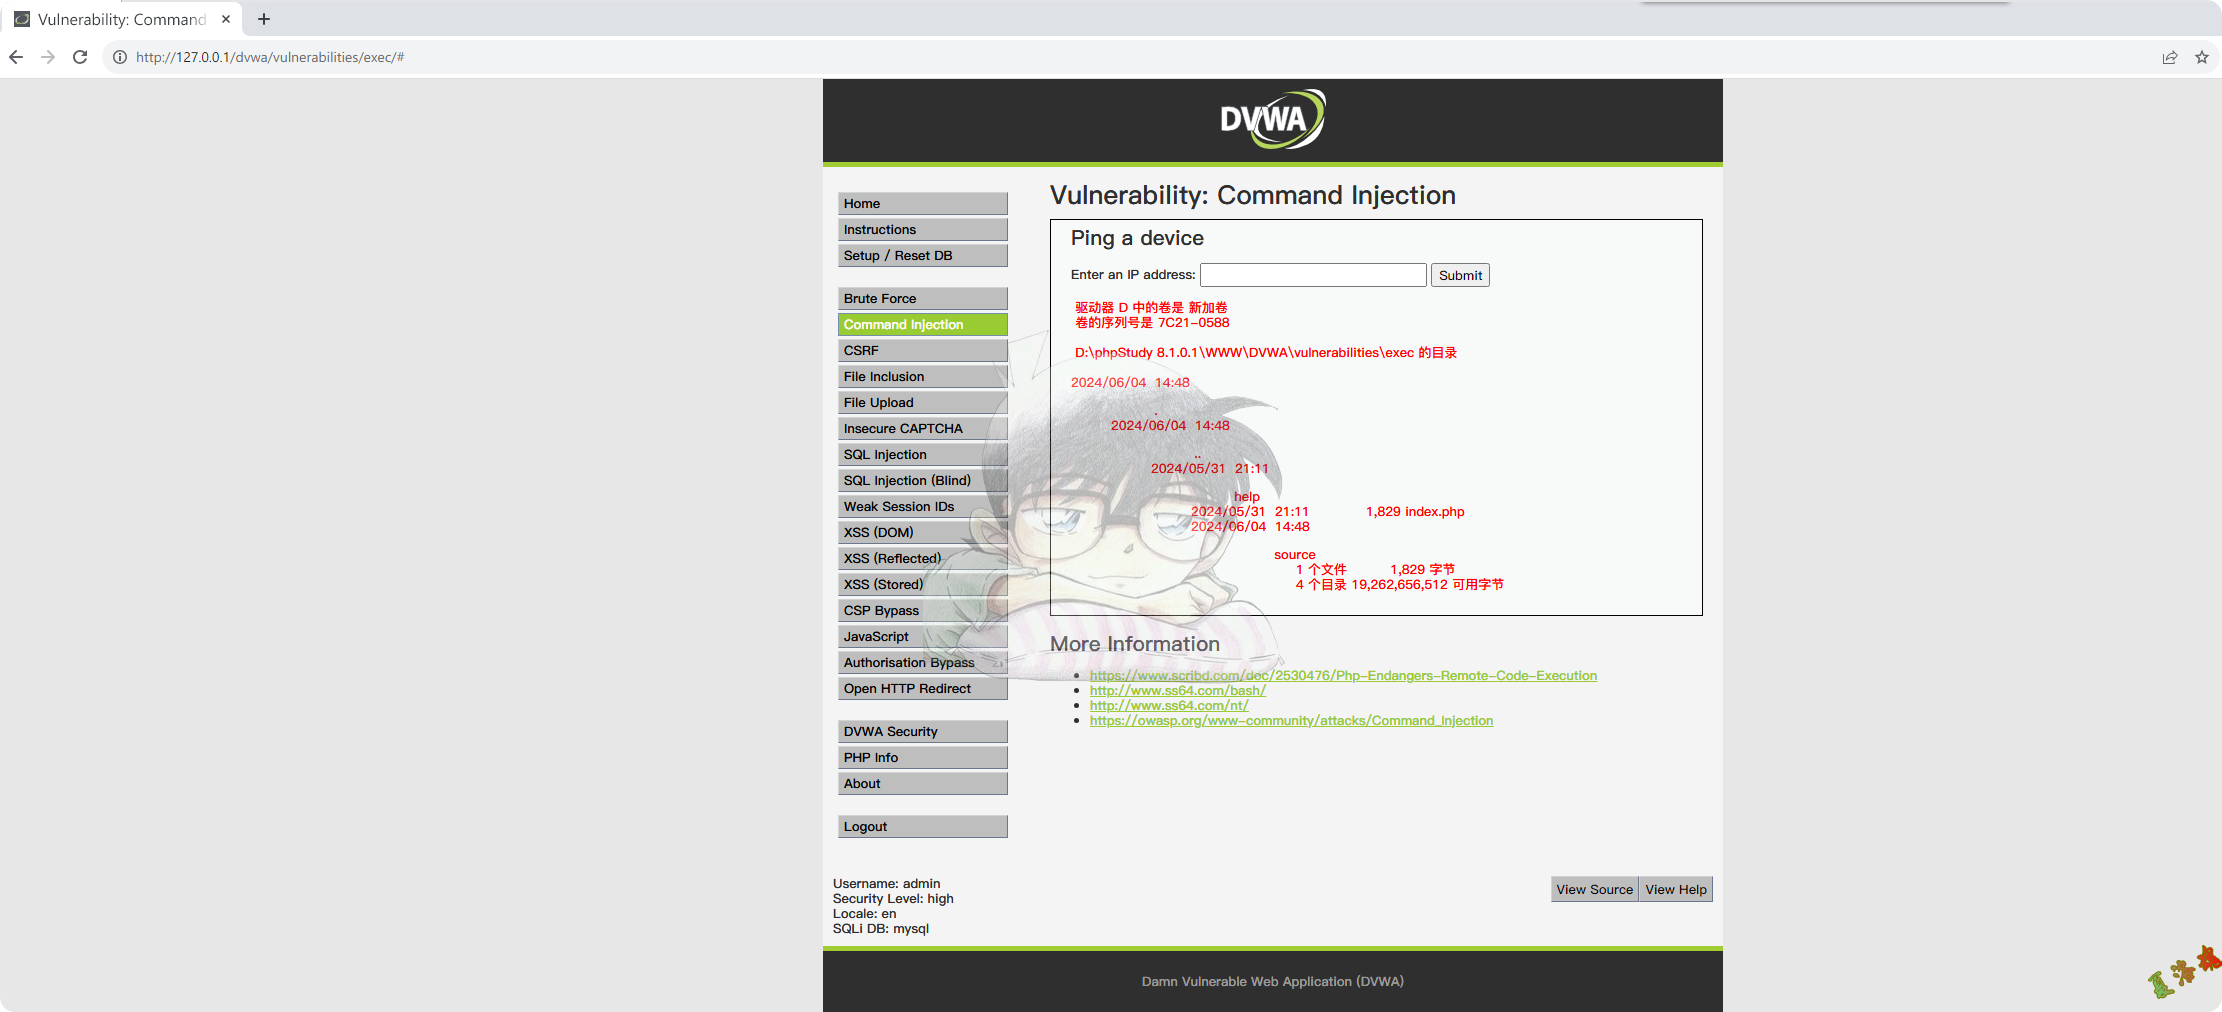 Vulnerability: Command
http://127.0.0.1/dvwa/vulnerabilities/exec/#
DVWA
Home
Instructions
Setup / Reset DB
Brute Force
Command Injection
CSRF
File Inclusion
File Upload
Insecure CAPTCHA
SQL Injection
SQL Injection (Blind)
Weak Session IDs
XSS (DOM)
XSS (Reflected)
XSS (Stored)
CSP Bypass
JavaScript
Authorisation Bypass
Open HTTP Redirect
DVWA Security
PHP Info
About
Logout
Vulnerability: Command Injection
Ping a device
Enter an IP address:
Submit
驱动器 D 中的卷是 新加卷
卷的序列号是 7C21-0588
D:\phpStudy 8.1.0.1\WWW\DVWA\vulnerabilities\exec 的目录
2024/06/04  14:48
.
2024/06/04  14:48
..
2024/05/31  21:11
help
2024/05/31  21:11    1,829 index.php
2024/06/04  14:48
source
1 个文件    1,829 字节
4 个目录 19,262,656,512 可用字节
More Information
https://www.scribd.com/doc/2530476/Php-Endangers-Remote-Code-Execution
http://www.ss64.com/bash/
http://www.ss64.com/nt/
https://owasp.org/www-community/attacks/Command_Injection
Username: admin
Security Level: high
Locale: en
SQLi DB: mysql
View Source
View Help
Damn Vulnerable Web Application (DVWA)